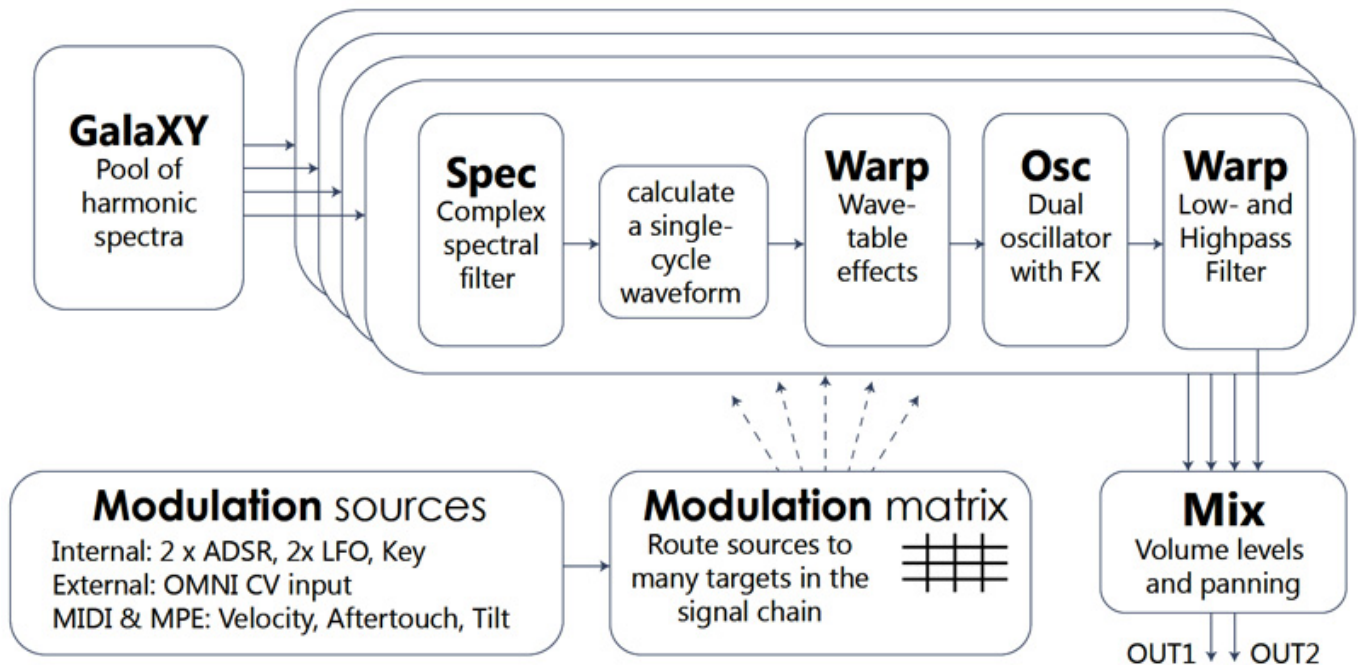 GalaXY
Pool of
harmonic
spectra
Spec
Complex
spectral
filter
calculate
a single-
cycle
waveform
Warp
Wave-
table
effects
Osc
Dual
oscillator
with FX
Warp
Low- and
Highpass
Filter
Modulation sources
Internal: 2 x ADSR, 2x LFO, Key
External: OMNI CV input
MIDI & MPE: Velocity, Aftertouch, Tilt
Modulation matrix
Route sources to
many targets in the
signal chain
Mix
Volume levels
and panning
OUT1
OUT2